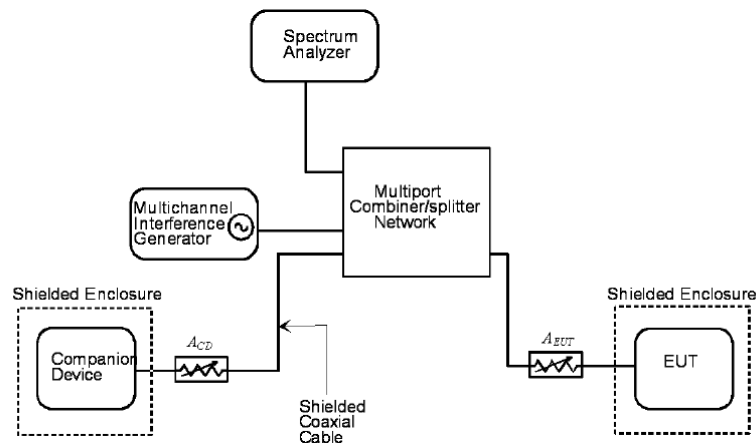 Spectrum
Analyzer
Multiport
Combiner/splitter
Network
Multichannel
Interference
Generator
Shielded Enclosure
Companion
Device
A_CD
Shielded
Coaxial
Cable
A_EUT
Shielded Enclosure
EUT